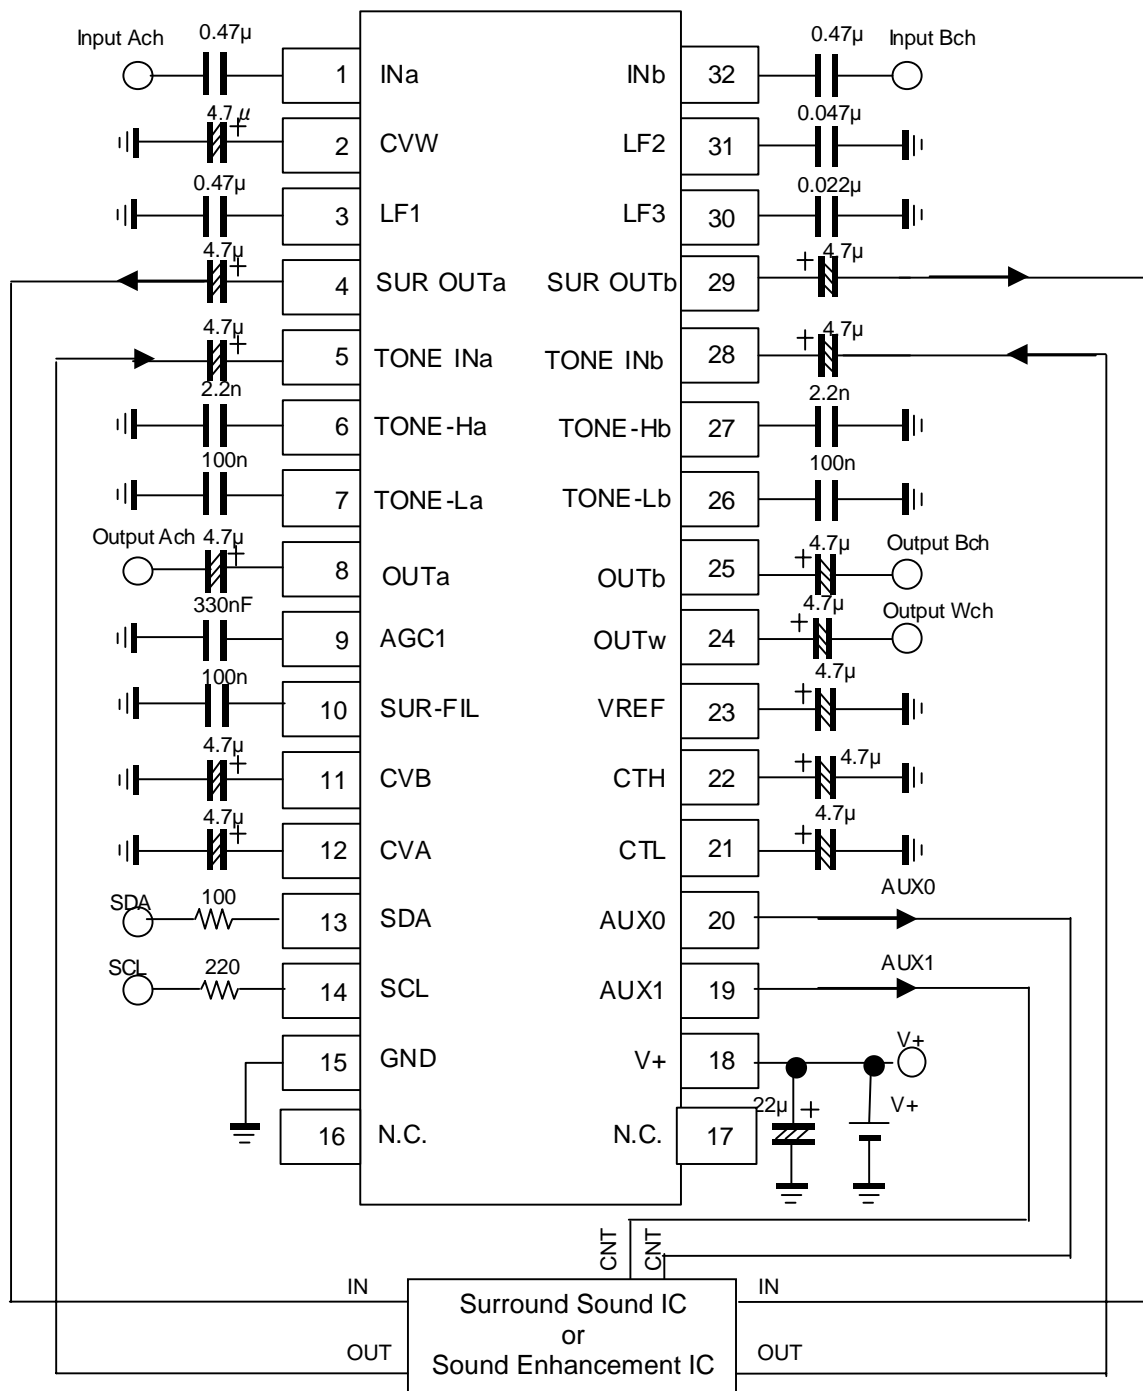 Input Ach
0.47µ
0.47µ
Input Bch
1
INa
INb
32
4.7 µ
+
0.047µ
2
CVW
LF2
31
0.47µ
0.022µ
3
LF1
LF3
30
4.7µ
+
+
4.7µ
4
SUR OUTa
SUR OUTb
29
4.7µ
+
+
4.7µ
5
TONE INa
TONE INb
28
2.2n
2.2n
6
TONE-Ha
TONE-Hb
27
100n
100n
7
TONE-La
TONE-Lb
26
Output Ach
4.7µ
+
+
4.7µ
Output Bch
8
OUTa
OUTb
25
330nF
4.7µ
+
Output Wch
9
AGC1
OUTw
24
100n
4.7µ
+
10
SUR-FIL
VREF
23
4.7µ
+
+
4.7µ
11
CVB
CTH
22
4.7µ
+
+
4.7µ
12
CVA
CTL
21
SDA
100
AUX0
13
SDA
AUX0
20
SCL
220
AUX1
14
SCL
AUX1
19
15
GND
V+
18
V+
22µ
+
V+
16
N.C.
N.C.
17
CNT
CNT
IN
IN
Surround Sound IC
or
Sound Enhancement IC
OUT
OUT